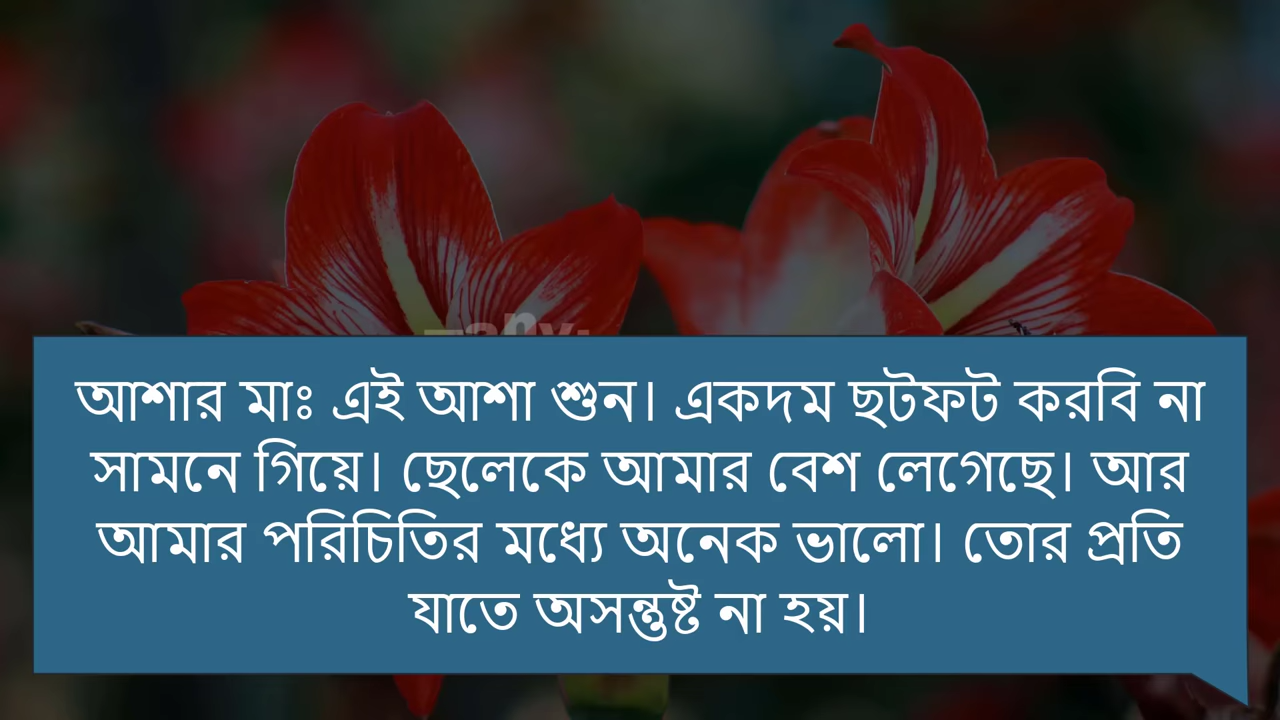 আশার মাঃ এই আশা শুন। একদম ছটফট করবি না
সামনে গিয়ে। ছেলেকে আমার বেশ লেগেছে। আর
আমার পরিচিতির মধ্যে অনেক ভালো। তোর প্রতি
যাতে অসন্তুষ্ট না হয়।